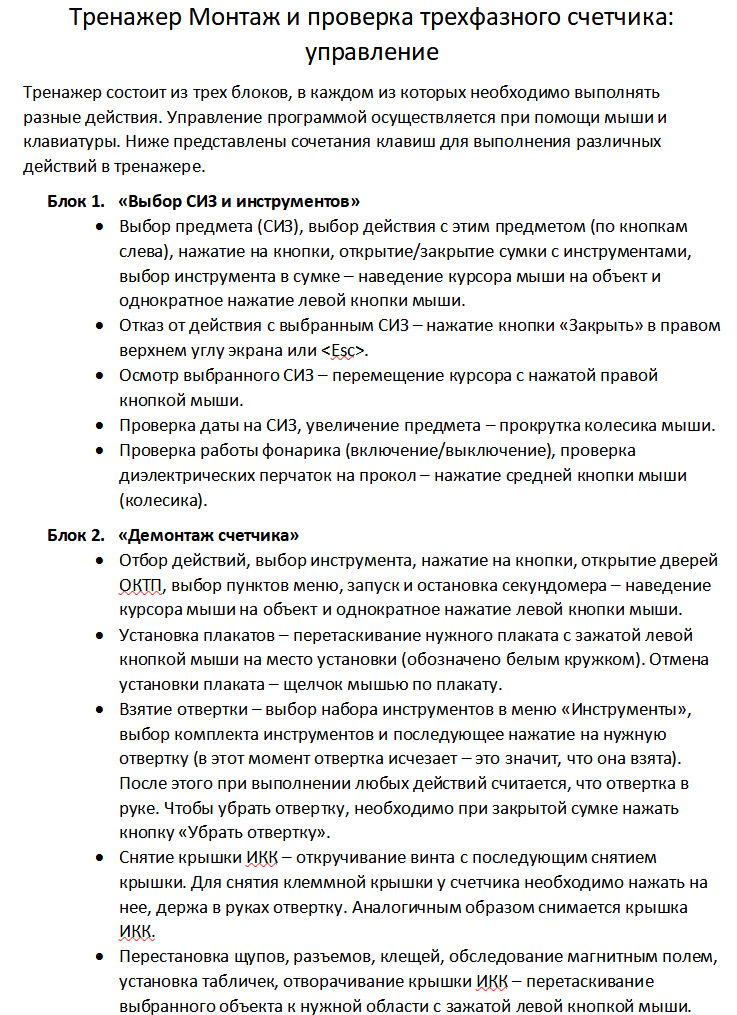 Тренажер Монтаж и проверка трехфазного счетчика:
управление
Тренажер состоит из трех блоков, в каждом из которых необходимо выполнять
разные действия. Управление программой осуществляется при помощи мыши и
клавиатуры. Ниже представлены сочетания клавиш для выполнения различных
действий в тренажере.
Блок 1. «Выбор СИЗ и инструментов»
• Выбор предмета (СИЗ), выбор действия с этим предметом (по кнопкам
слева), нажатие на кнопки, открытие/закрытие сумки с инструментами,
выбор инструмента в сумке – наведение курсора мыши на объект и
однократное нажатие левой кнопки мыши.
• Отказ от действия с выбранным СИЗ – нажатие кнопки «Закрыть» в правом
верхнем углу экрана или <Esc>.
• Осмотр выбранного СИЗ – перемещение курсора с нажатой правой
кнопкой мыши.
• Проверка даты на СИЗ, увеличение предмета – прокрутка колесика мыши.
• Проверка работы фонарика (включение/выключение), проверка
диэлектрических перчаток на прокол – нажатие средней кнопки мыши
(колесика).
Блок 2. «Демонтаж счетчика»
• Отбор действий, выбор инструмента, нажатие на кнопки, открытие дверей
ОКТП, выбор пунктов меню, запуск и остановка секундомера – наведение
курсора мыши на объект и однократное нажатие левой кнопки мыши.
• Установка плакатов – перетаскивание нужного плаката с зажатой левой
кнопкой мыши на место установки (обозначено белым кружком). Отмена
установки плаката – щелчок мышью по плакату.
• Взятие отвертки – выбор набора инструментов в меню «Инструменты»,
выбор комплекта инструментов и последующее нажатие на нужную
отвертку (в этот момент отвертка исчезает – это значит, что она взята).
После этого при выполнении любых действий считается, что отвертка в
руке. Чтобы убрать отвертку, необходимо при закрытой сумке нажать
кнопку «Убрать отвертку».
• Снятие крышки ИКК – откручивание винта с последующим снятием
крышки. Для снятия клеммной крышки у счетчика необходимо нажать на
нее, держа в руках отвертку. Аналогичным образом снимается крышка
ИКК.
• Перестановка щупов, разъемов, клещей, обследование магнитным полем,
установка табличек, отворачивание крышки ИКК – перетаскивание
выбранного объекта к нужной области с зажатой левой кнопкой мыши.